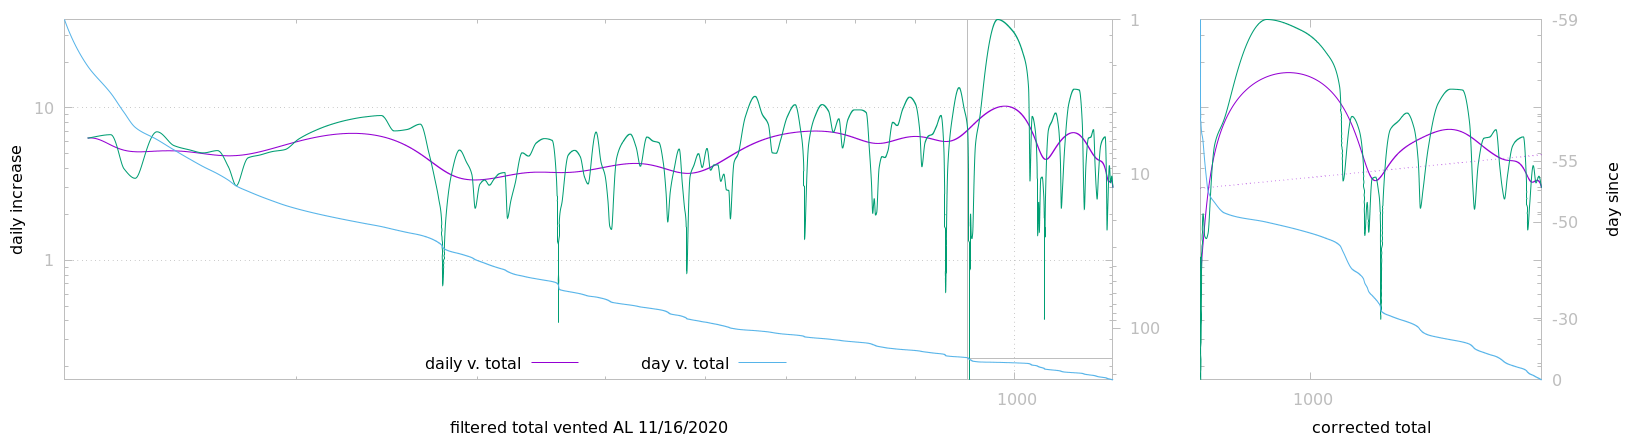 1
-59
10
daily increase
10
-55
day since
-50
1
-30
100
daily v. total
day v. total
0
1000
1000
filtered total vented AL 11/16/2020
corrected total